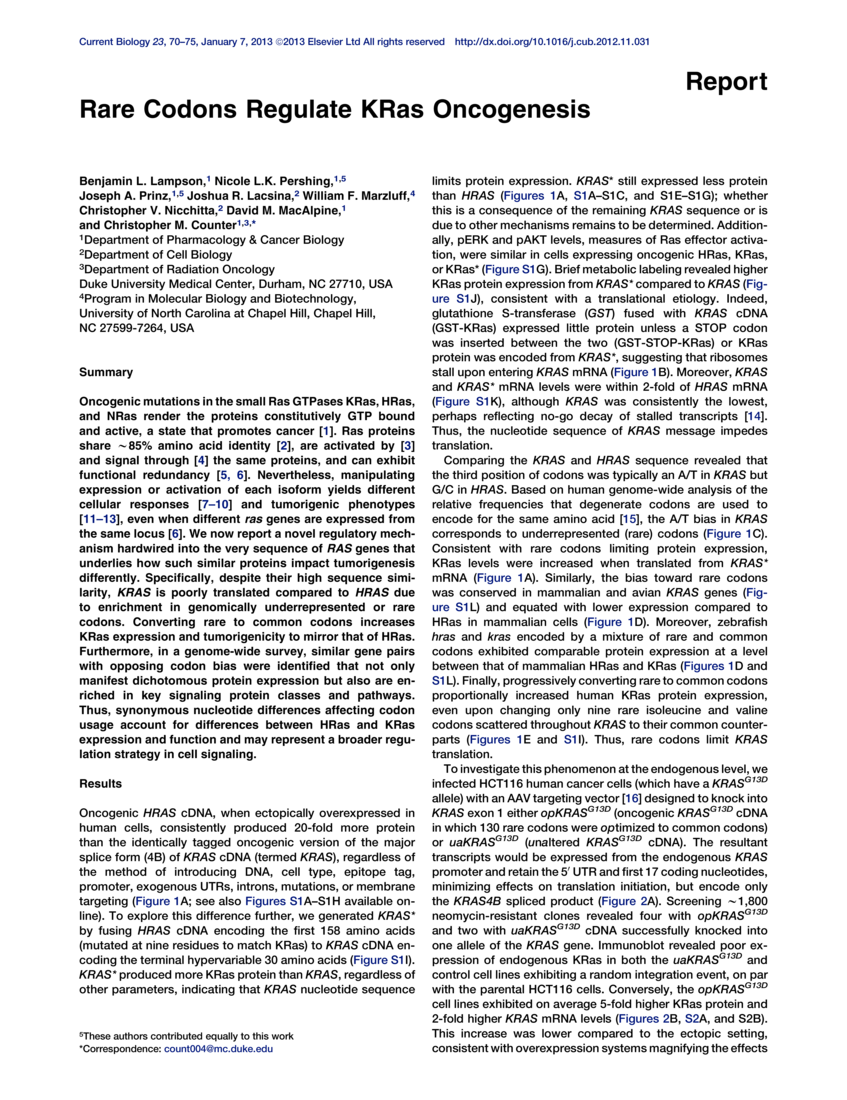 Current Biology 23, 70–75, January 7, 2013 ©2013 Elsevier Ltd All rights reserved http://dx.doi.org/10.1016/j.cub.2012.11.031
Report
Rare Codons Regulate KRas Oncogenesis
Benjamin L. Lampson,1 Nicole L.K. Pershing,1,5
Joseph A. Prinz,1,5 Joshua R. Lacsina,2 William F. Marzluff,4
Christopher V. Nicchitta,2 David M. MacAlpine,1
and Christopher M. Counter1,3,*
1Department of Pharmacology & Cancer Biology
2Department of Cell Biology
3Department of Radiation Oncology
Duke University Medical Center, Durham, NC 27710, USA
4Program in Molecular Biology and Biotechnology,
University of North Carolina at Chapel Hill, Chapel Hill,
NC 27599-7264, USA
Summary
Oncogenic mutations in the small Ras GTPases KRas, HRas,
and NRas render the proteins constitutively GTP bound
and active, a state that promotes cancer [1]. Ras proteins
share ∼85% amino acid identity [2], are activated by [3]
and signal through [4] the same proteins, and can exhibit
functional redundancy [5, 6]. Nevertheless, manipulating
expression or activation of each isoform yields different
cellular responses [7–10] and tumorigenic phenotypes
[11–13], even when different ras genes are expressed from
the same locus [6]. We now report a novel regulatory mech-
anism hardwired into the very sequence of RAS genes that
underlies how such similar proteins impact tumorigenesis
differently. Specifically, despite their high sequence simi-
larity, KRAS is poorly translated compared to HRAS due
to enrichment in genomically underrepresented or rare
codons. Converting rare to common codons increases
KRas expression and tumorigenicity to mirror that of HRas.
Furthermore, in a genome-wide survey, similar gene pairs
with opposing codon bias were identified that not only
manifest dichotomous protein expression but also are en-
riched in key signaling protein classes and pathways.
Thus, synonymous nucleotide differences affecting codon
usage account for differences between HRas and KRas
expression and function and may represent a broader regu-
lation strategy in cell signaling.
Results
Oncogenic HRAS cDNA, when ectopically overexpressed in
human cells, consistently produced 20-fold more protein
than the identically tagged oncogenic version of the major
splice form (4B) of KRAS cDNA (termed KRAS), regardless of
the method of introducing DNA, cell type, epitope tag,
promoter, exogenous UTRs, introns, mutations, or membrane
targeting (Figure 1A; see also Figures S1A–S1H available on-
line). To explore this difference further, we generated KRAS*
by fusing HRAS cDNA encoding the first 158 amino acids
(mutated at nine residues to match KRas) to KRAS cDNA en-
coding the terminal hypervariable 30 amino acids (Figure S1I).
KRAS* produced more KRas protein than KRAS, regardless of
other parameters, indicating that KRAS nucleotide sequence
5These authors contributed equally to this work
*Correspondence: count004@mc.duke.edu
limits protein expression. KRAS* still expressed less protein
than HRAS (Figures 1A, S1A–S1C, and S1E–S1G); whether
this is a consequence of the remaining KRAS sequence or is
due to other mechanisms remains to be determined. Addition-
ally, pERK and pAKT levels, measures of Ras effector activa-
tion, were similar in cells expressing oncogenic HRas, KRas,
or KRas* (Figure S1G). Brief metabolic labeling revealed higher
KRas protein expression from KRAS* compared to KRAS (Fig-
ure S1J), consistent with a translational etiology. Indeed,
glutathione S-transferase (GST) fused with KRAS cDNA
(GST-KRas) expressed little protein unless a STOP codon
was inserted between the two (GST-STOP-KRas) or KRas
protein was encoded from KRAS*, suggesting that ribosomes
stall upon entering KRAS mRNA (Figure 1B). Moreover, KRAS
and KRAS* mRNA levels were within 2-fold of HRAS mRNA
(Figure S1K), although KRAS was consistently the lowest,
perhaps reflecting no-go decay of stalled transcripts [14].
Thus, the nucleotide sequence of KRAS message impedes
translation.
Comparing the KRAS and HRAS sequence revealed that
the third position of codons was typically an A/T in KRAS but
G/C in HRAS. Based on human genome-wide analysis of the
relative frequencies that degenerate codons are used to
encode for the same amino acid [15], the A/T bias in KRAS
corresponds to underrepresented (rare) codons (Figure 1C).
Consistent with rare codons limiting protein expression,
KRas levels were increased when translated from KRAS*
mRNA (Figure 1A). Similarly, the bias toward rare codons
was conserved in mammalian and avian KRAS genes (Fig-
ure S1L) and equated with lower expression compared to
HRas in mammalian cells (Figure 1D). Moreover, zebrafish
hras and kras encoded by a mixture of rare and common
codons exhibited comparable protein expression at a level
between that of mammalian HRas and KRas (Figures 1D and
S1L). Finally, progressively converting rare to common codons
proportionally increased human KRas protein expression,
even upon changing only nine rare isoleucine and valine
codons scattered throughout KRAS to their common counter-
parts (Figures 1E and S1I). Thus, rare codons limit KRAS
translation.
To investigate this phenomenon at the endogenous level, we
infected HCT116 human cancer cells (which have a KRASG13D
allele) with an AAV targeting vector [16] designed to knock into
KRAS exon 1 either opKRASG13D (oncogenic KRASG13D cDNA
in which 130 rare codons were optimized to common codons)
or uaKRASG13D (unaltered KRASG13D cDNA). The resultant
transcripts would be expressed from the endogenous KRAS
promoter and retain the 5′ UTR and first 17 coding nucleotides,
minimizing effects on translation initiation, but encode only
the KRAS4B spliced product (Figure 2A). Screening ∼1,800
neomycin-resistant clones revealed four with opKRASG13D
and two with uaKRASG13D cDNA successfully knocked into
one allele of the KRAS gene. Immunoblot revealed poor ex-
pression of endogenous KRas in both the uaKRASG13D and
control cell lines exhibiting a random integration event, on par
with the parental HCT116 cells. Conversely, the opKRASG13D
cell lines exhibited on average 5-fold higher KRas protein and
2-fold higher KRAS mRNA levels (Figures 2B, S2A, and S2B).
This increase was lower compared to the ectopic setting,
consistent with overexpression systems magnifying the effects